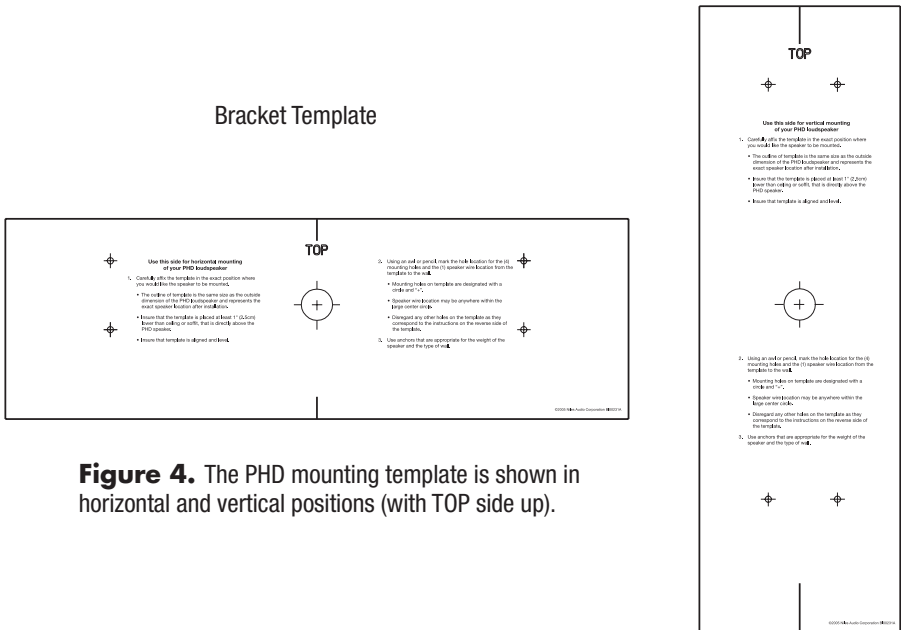 Bracket Template
TOP
Use this side for horizontal mounting
of your PHD loudspeaker
1. Carefully affix the template in the exact position where
you would like the speaker to be mounted.
• The outline of template is the same size as the outside
dimension of the PHD loudspeaker and represents the
exact speaker location after installation.
• Insure that the template is placed at least 1" (2.5cm)
lower than ceiling or soffit, that is directly above the
PHD speaker.
• Insure that template is aligned and level.
2. Using an awl or pencil, mark the hole location for the (4)
mounting holes and the (1) speaker wire location from the
template to the wall.
• Mounting holes on template are designated with a
circle and "+".
• Speaker wire location may be anywhere within the
large center circle.
• Disregard any other holes on the template as they
correspond to the instructions on the reverse side of
the template.
3. Use anchors that are appropriate for the weight of the
speaker and the type of wall.
©2005 Niles Audio Corporation
Figure 4. The PHD mounting template is shown in
horizontal and vertical positions (with TOP side up).
TOP
Use this side for vertical mounting
of your PHD loudspeaker
1. Carefully affix the template in the exact position where
you would like the speaker to be mounted.
• The outline of template is the same size as the outside
dimension of the PHD loudspeaker and represents the
exact speaker location after installation.
• Insure that the template is placed at least 1" (2.5cm)
lower than ceiling or soffit, that is directly above the
PHD speaker.
• Insure that template is aligned and level.
2. Using an awl or pencil, mark the hole location for the (4)
mounting holes and the (1) speaker wire location from the
template to the wall.
• Mounting holes on template are designated with a
circle and "+".
• Speaker wire location may be anywhere within the
large center circle.
• Disregard any other holes on the template as they
correspond to the instructions on the reverse side of
the template.
3. Use anchors that are appropriate for the weight of the
speaker and the type of wall.
©2005 Niles Audio Corporation